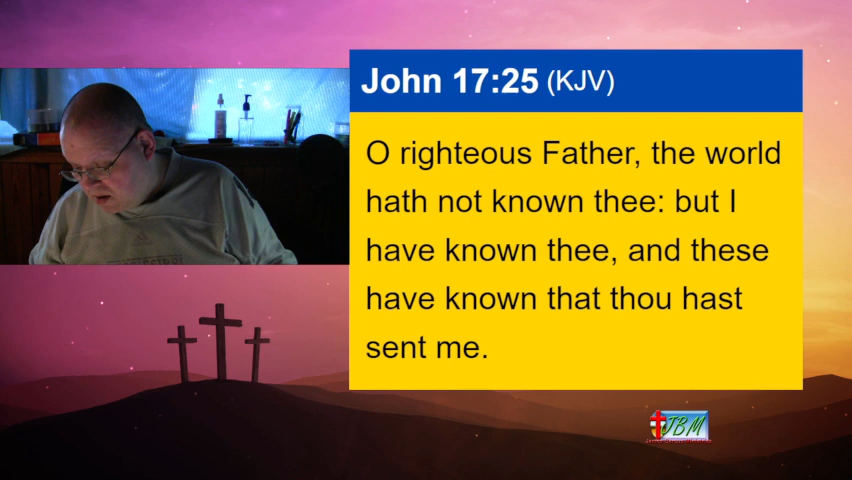 John 17:25 (KJV)
O righteous Father, the world
hath not known thee: but I
have known thee, and these
have known that thou hast
sent me.
JBM